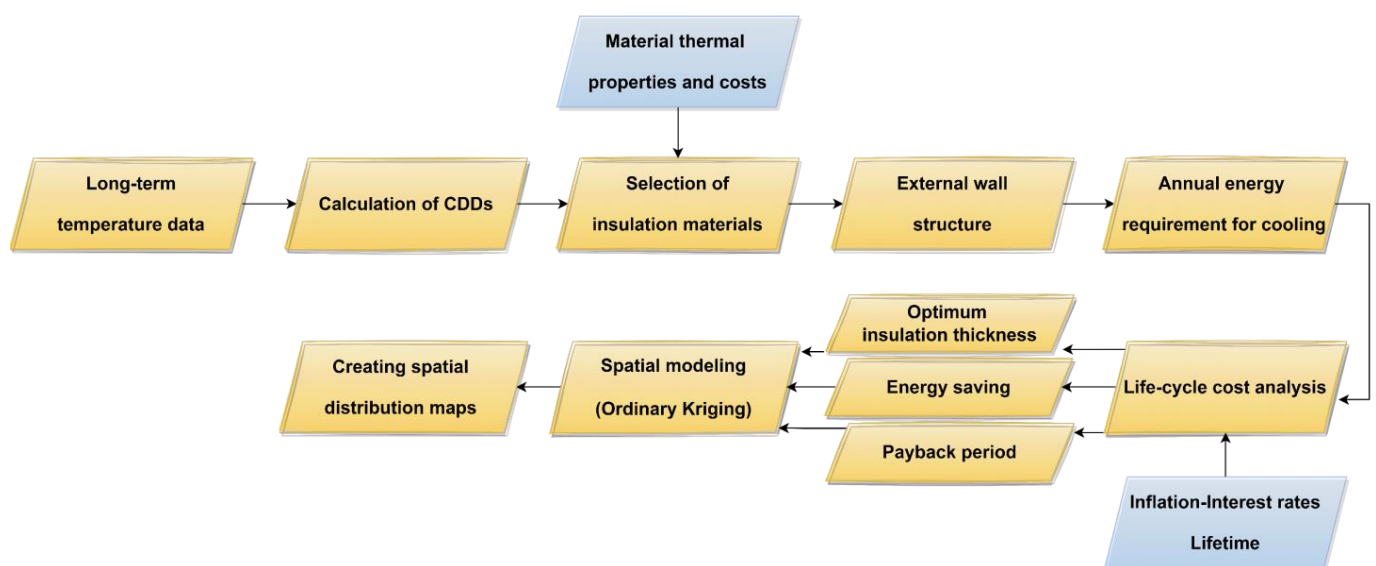 Material thermal
properties and costs
Long-term
temperature data
Calculation of CDDs
Selection of
insulation materials
External wall
structure
Annual energy
requirement for cooling
Optimum
insulation thickness
Creating spatial
distribution maps
Spatial modeling
(Ordinary Kriging)
Energy saving
Life-cycle cost analysis
Payback period
Inflation-Interest rates
Lifetime